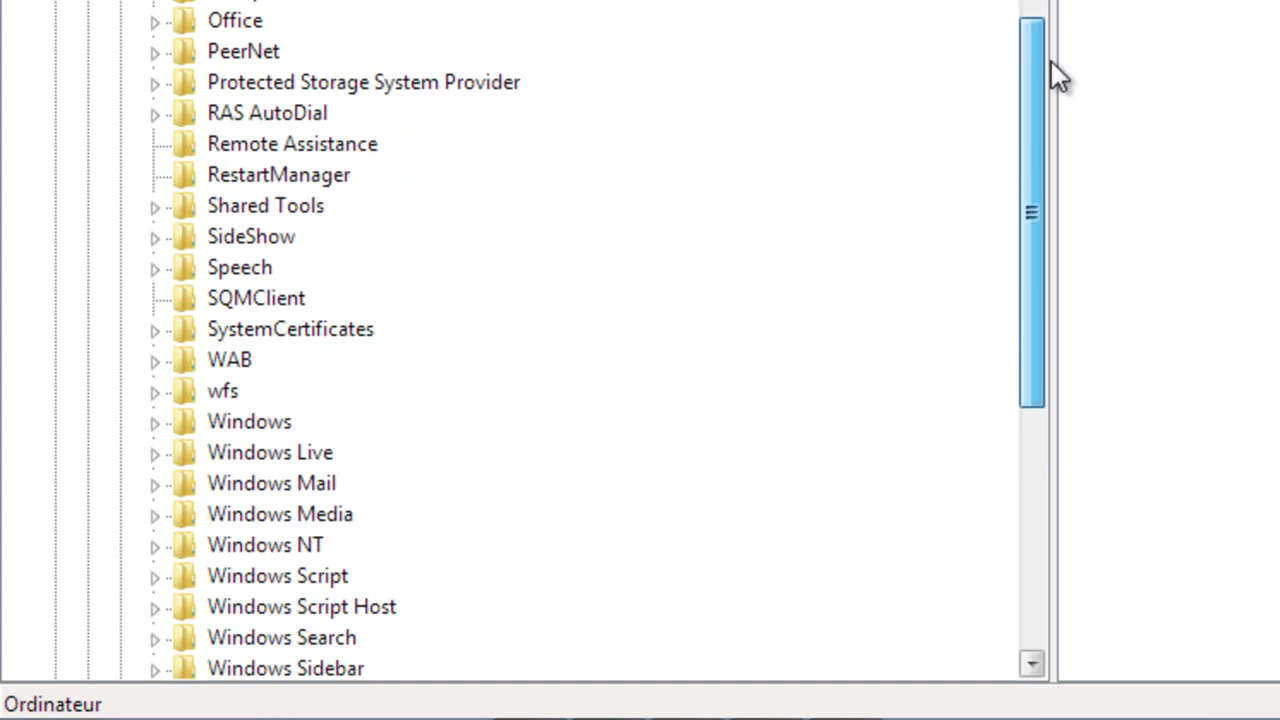 Office
PeerNet
Protected Storage System Provider
RAS AutoDial
Remote Assistance
RestartManager
Shared Tools
SideShow
Speech
SQMClient
SystemCertificates
WAB
wfs
Windows
Windows Live
Windows Mail
Windows Media
Windows NT
Windows Script
Windows Script Host
Windows Search
Windows Sidebar
Ordinateur